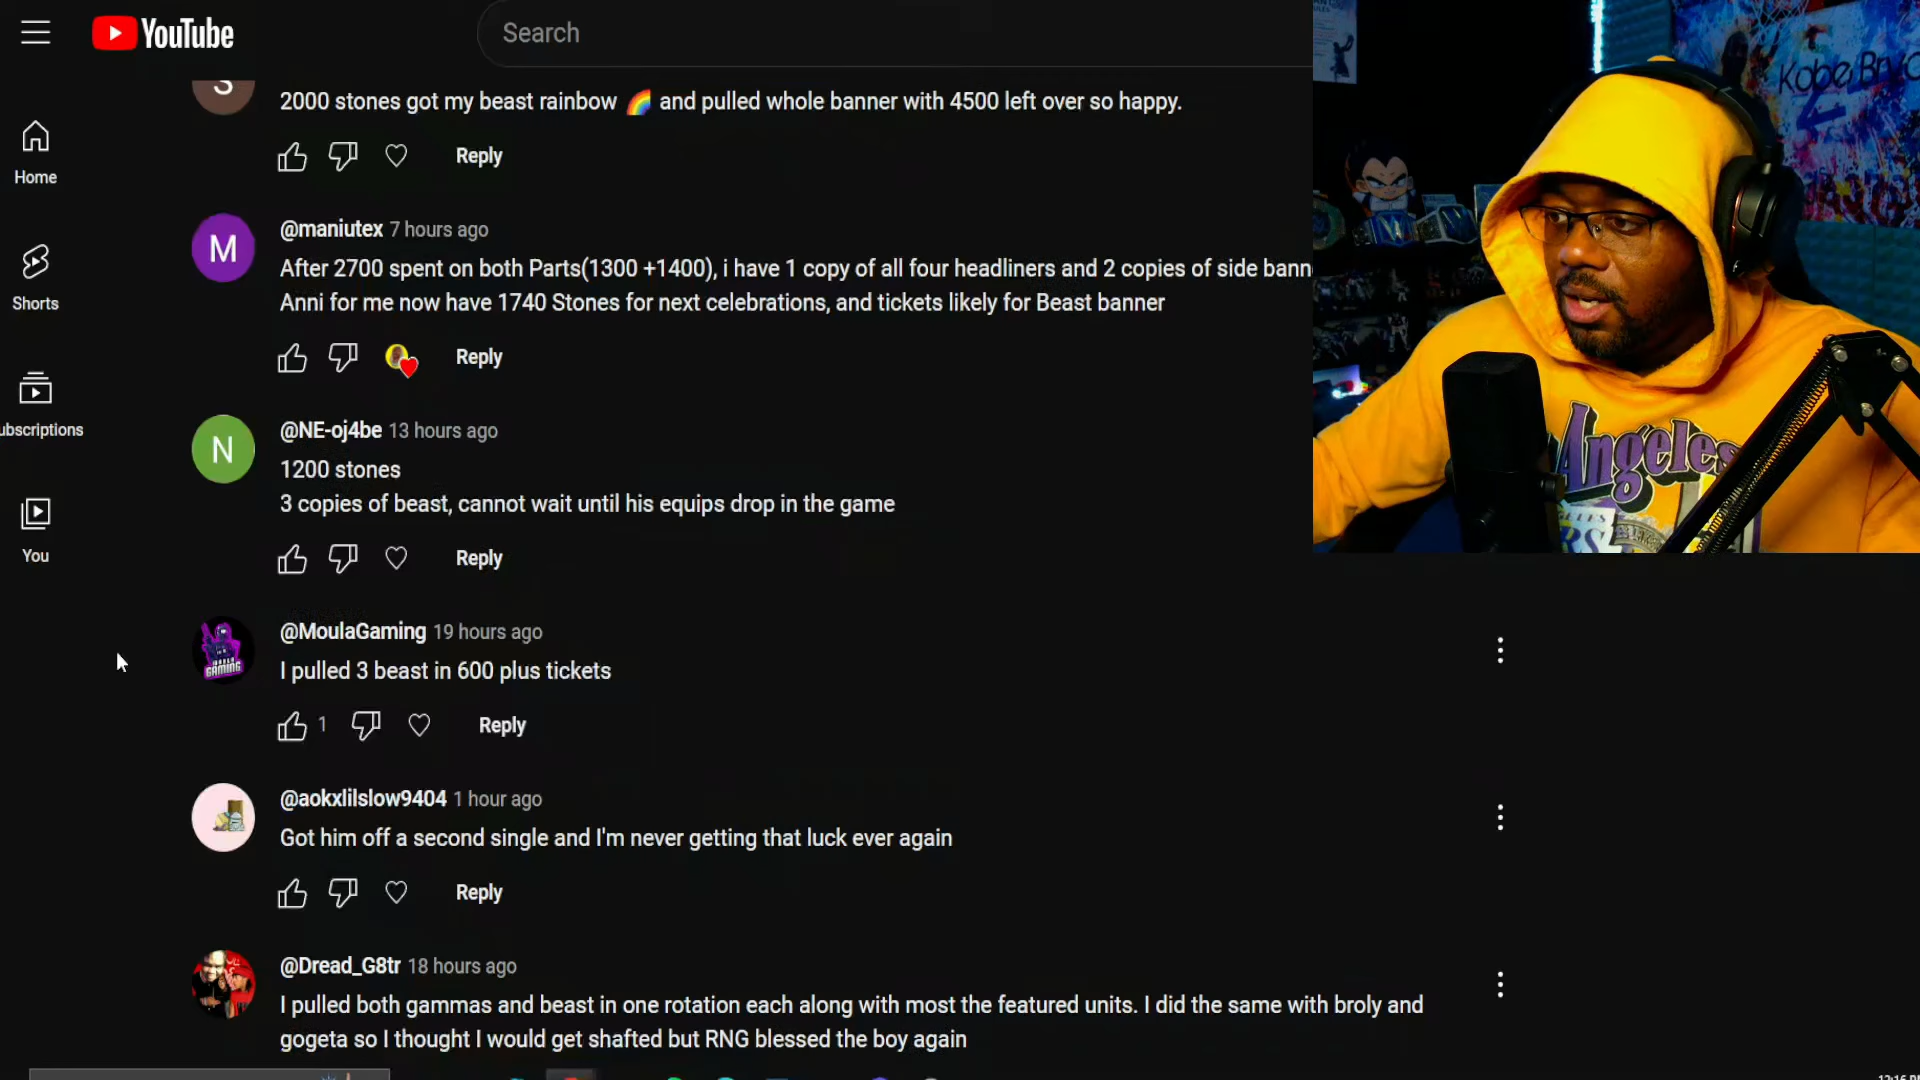 YouTube
Search
2000 stones got my beast rainbow 🌈 and pulled whole banner with 4500 left over so happy.
Reply
Home
@maniutex 7 hours ago
After 2700 spent on both Parts(1300 +1400), i have 1 copy of all four headliners and 2 copies of side bann
Anni for me now have 1740 Stones for next celebrations, and tickets likely for Beast banner
Reply
Shorts
M
@NE-oj4be 13 hours ago
1200 stones
3 copies of beast, cannot wait until his equips drop in the game
Reply
ubscriptions
N
You
@MoulaGaming 19 hours ago
I pulled 3 beast in 600 plus tickets
1 Reply
GAMING
@aokxlilslow9404 1 hour ago
Got him off a second single and I'm never getting that luck ever again
Reply
@Dread_G8tr 18 hours ago
I pulled both gammas and beast in one rotation each along with most the featured units. I did the same with broly and
gogeta so I thought I would get shafted but RNG blessed the boy again
Kobe Brya
Angeles